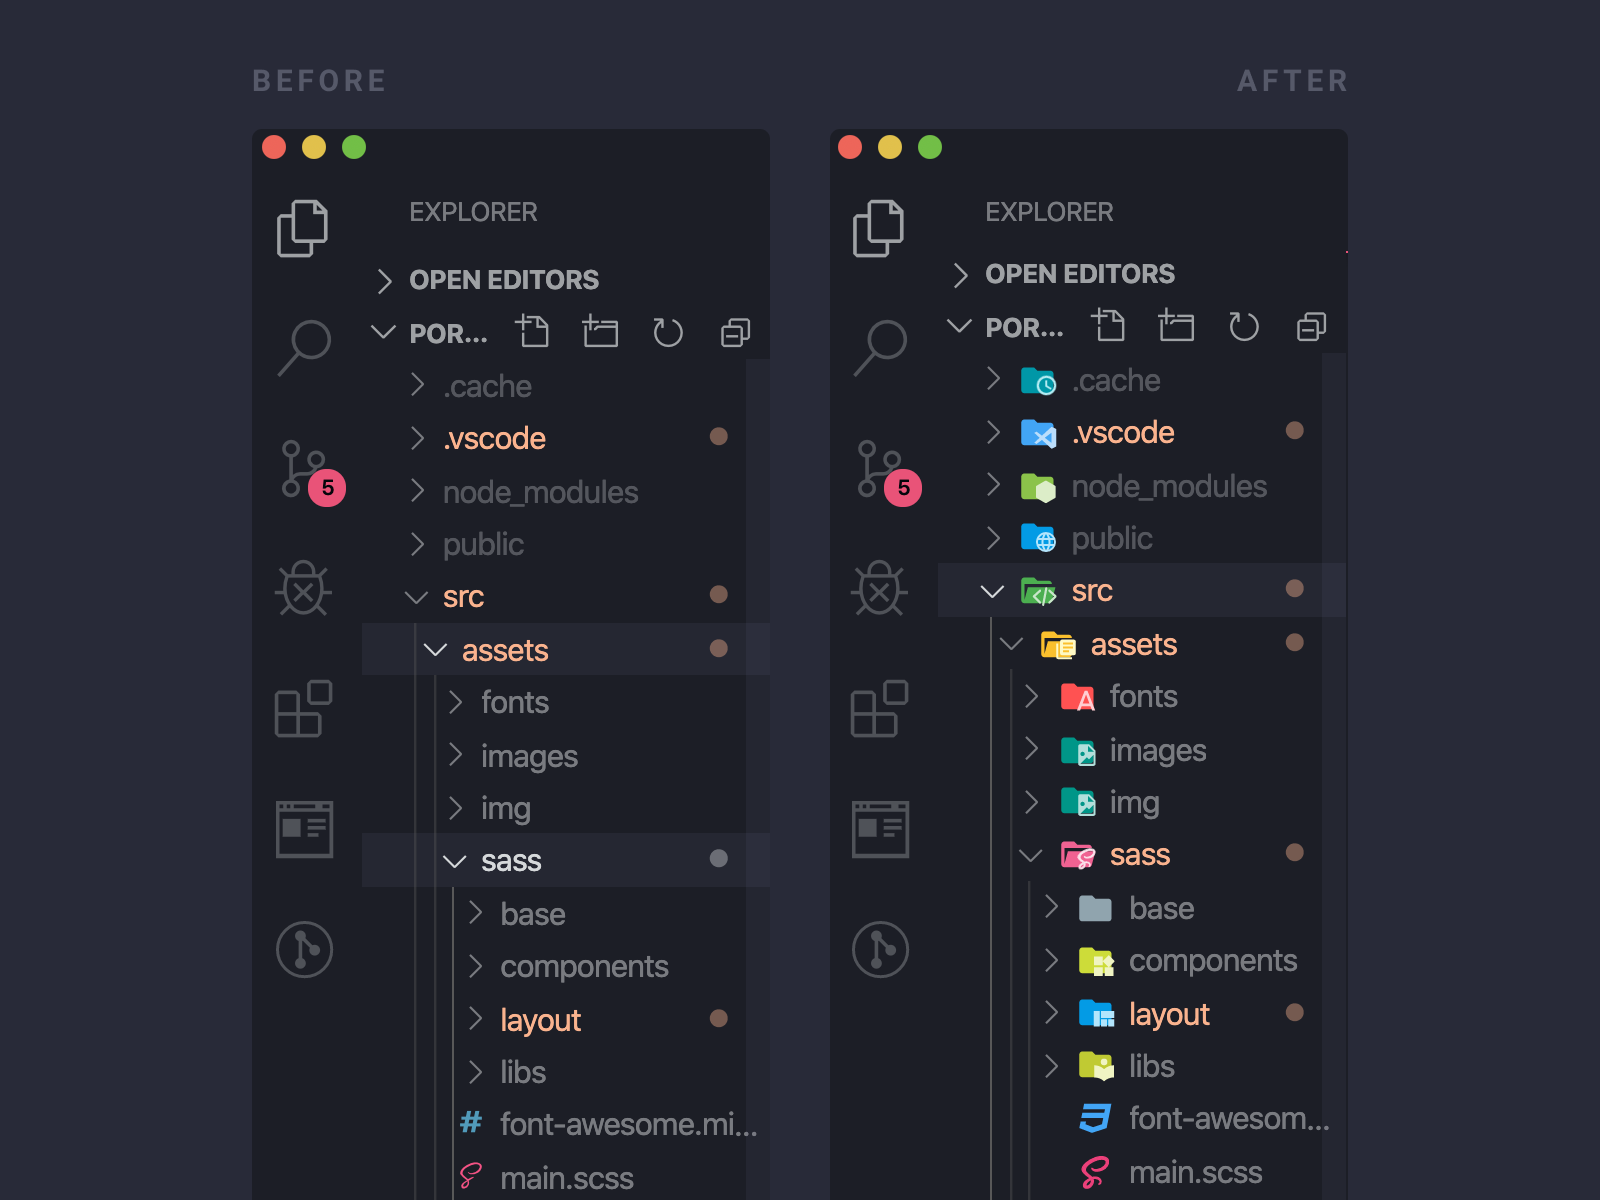 BEFORE
AFTER
EXPLORER
OPEN EDITORS
POR...
.cache
.vscode
node_modules
public
src
assets
fonts
images
img
sass
base
components
layout
libs
# font-awesome.mi...
main.scss
5
EXPLORER
OPEN EDITORS
POR...
.cache
.vscode
node_modules
public
src
assets
A fonts
images
img
sass
base
components
layout
libs
font-awesom...
main.scss
5